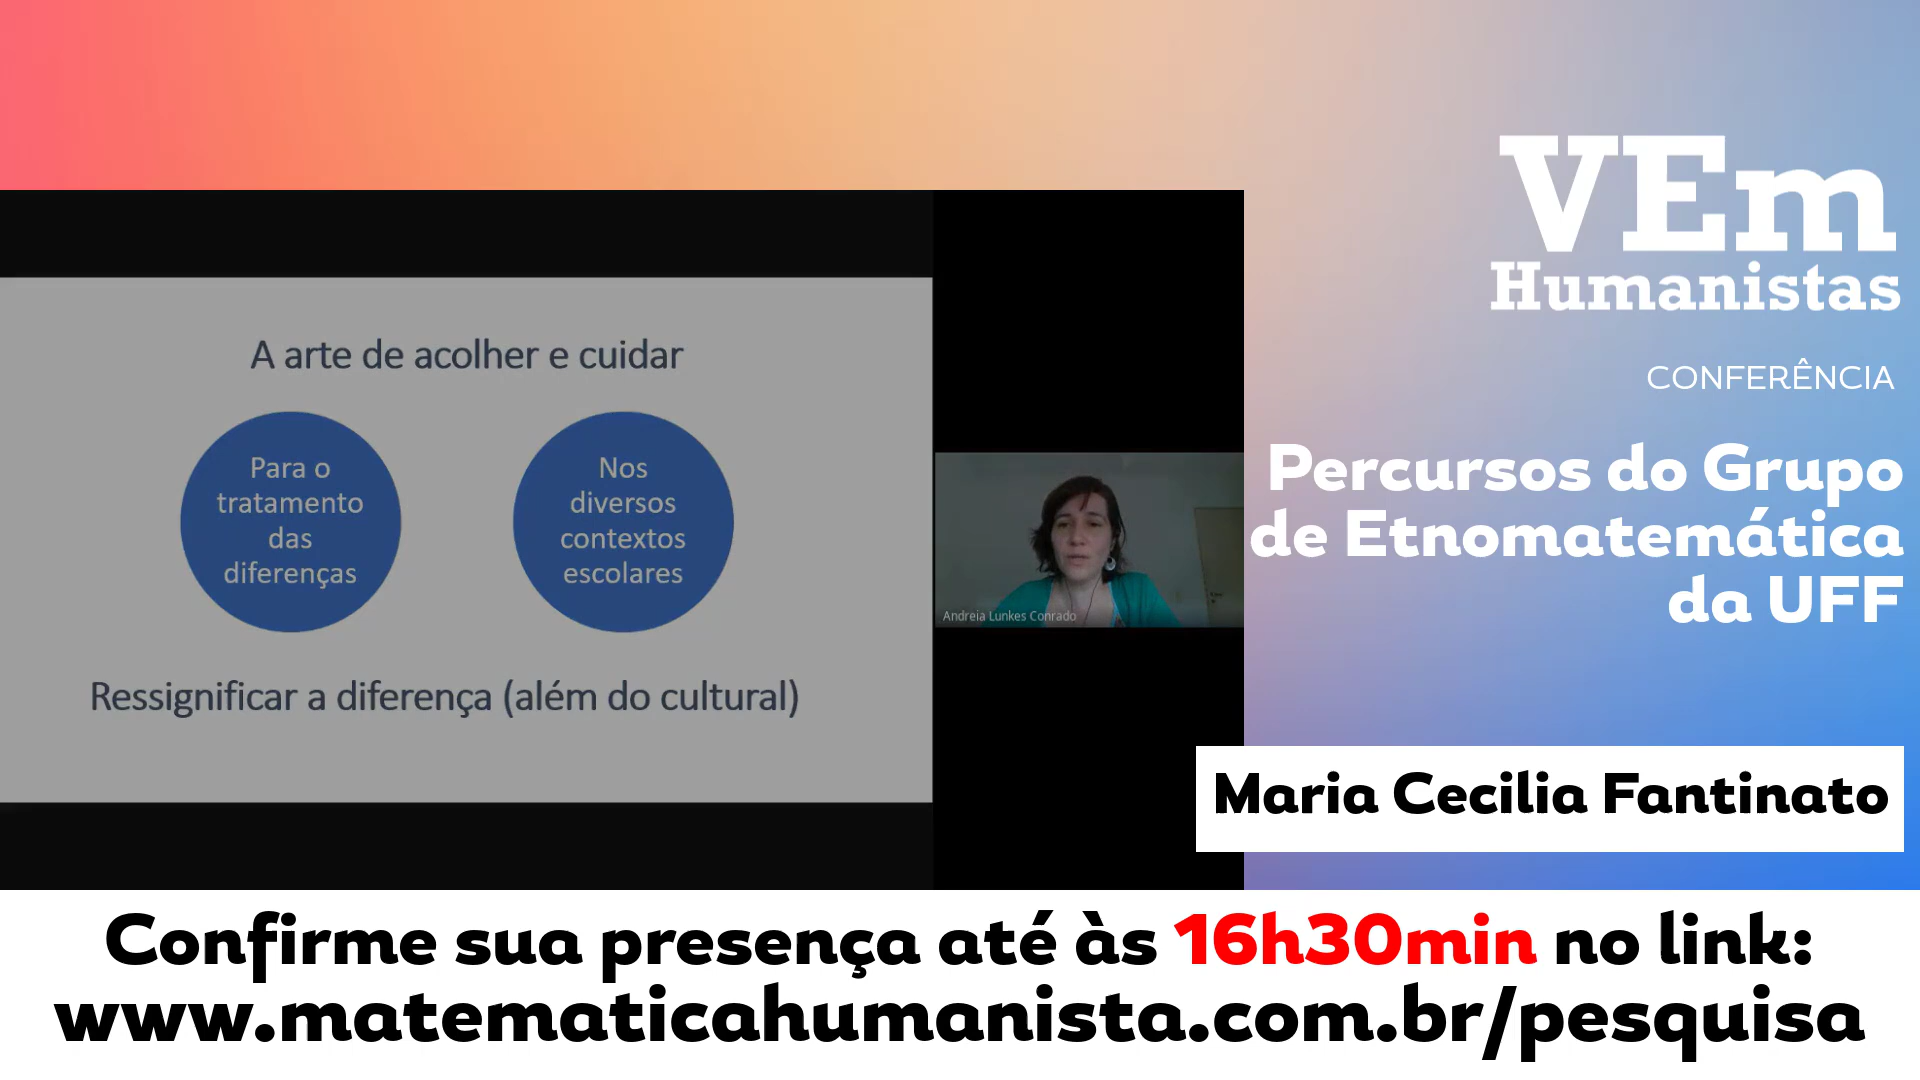 VEm
Humanistas
CONFERÊNCIA
Percursos do Grupo
de Etnomatemática
da UFF
Maria Cecilia Fantinato
A arte de acolher e cuidar
Para o
tratamento
das
diferenças
Nos
diversos
contextos
escolares
Ressignificar a diferença (além do cultural)
Andreia Lunkes Conrado
Confirme sua presença até às 16h30min no link:
www.matematicahumanista.com.br/pesquisa